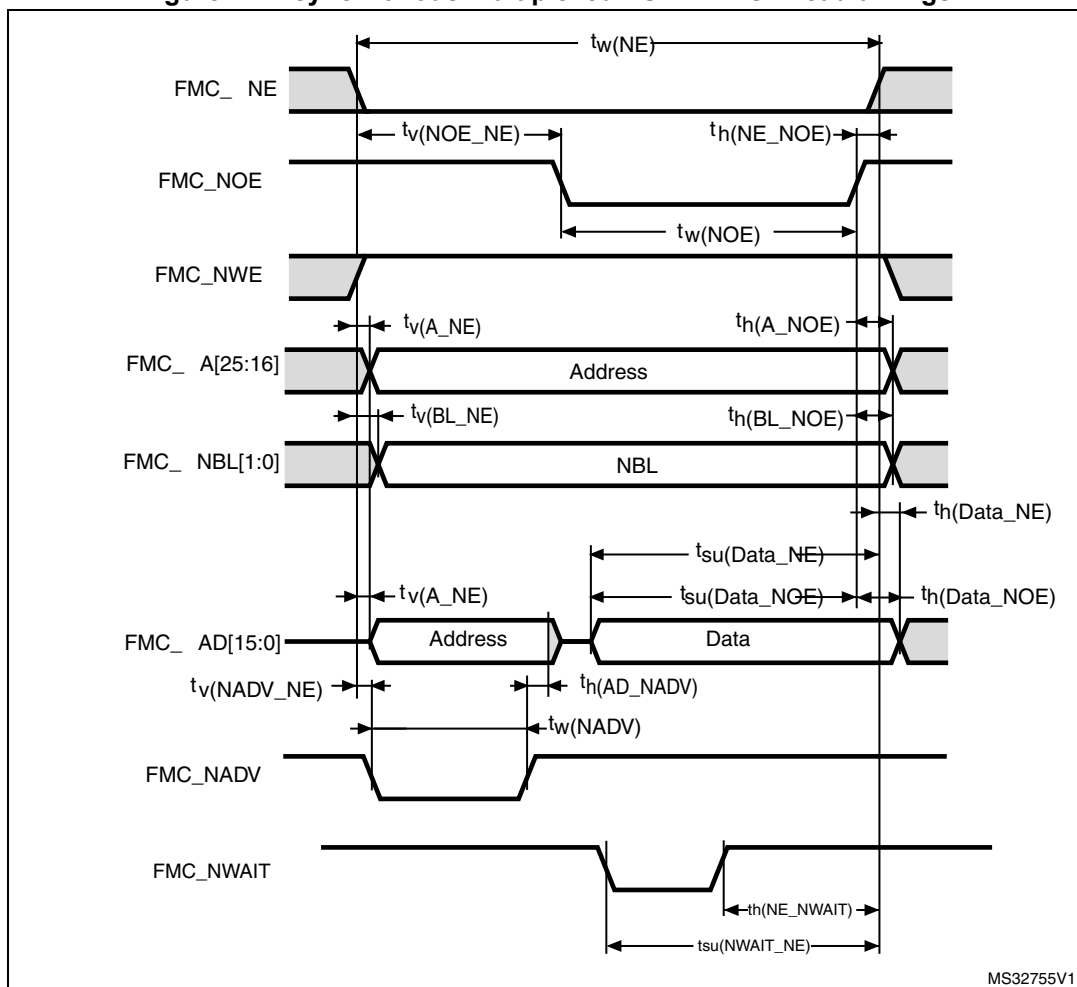 tw(NE)
FMC_ NE
tv(NOE_NE)
th(NE_NOE)
FMC_NOE
tw(NOE)
FMC_NWE
tv(A_NE)
th(A_NOE)
FMC_ A[25:16]
Address
tv(BL_NE)
th(BL_NOE)
FMC_ NBL[1:0]
NBL
th(Data_NE)
tsu(Data_NE)
tv(A_NE)
tsu(Data_NOE)
th(Data_NOE)
FMC_ AD[15:0]
Address
Data
tv(NADV_NE)
th(AD_NADV)
tw(NADV)
FMC_NADV
FMC_NWAIT
th(NE_NWAIT)
tsu(NWAIT_NE)
MS32755V1